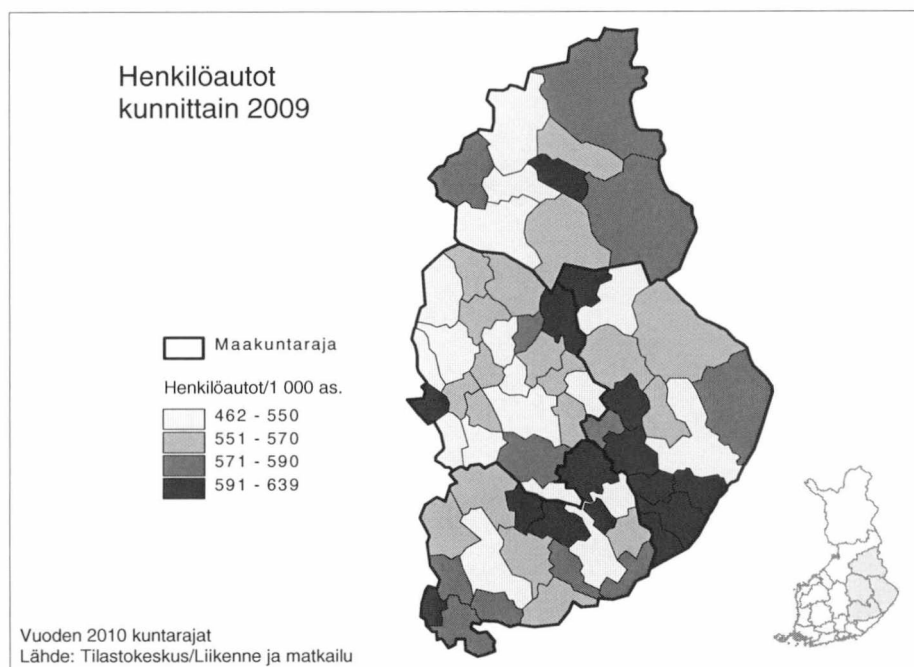 Henkilöautot
kunnittain 2009
Maakuntaraja
Henkilöautot/1 000 as.
462 - 550
551 - 570
571 - 590
591 - 639
Vuoden 2010 kuntarajat
Lähde: Tilastokeskus/Liikenne ja matkailu